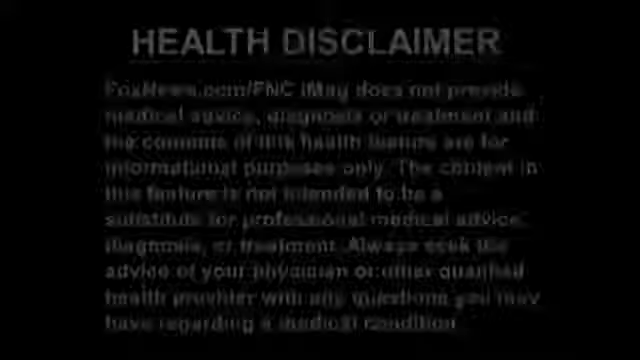 HEALTH DISCLAIMER
FoxNews.com/FNC iMag does not provide
medical advice, diagnosis or treatment and
the contents of this health feature are for
informational purposes only. The content in
this feature is not intended to be a
substitute for professional medical advice,
diagnosis, or treatment. Always seek the
advice of your physician or other qualified
health provider with any questions you may
have regarding a medical condition.